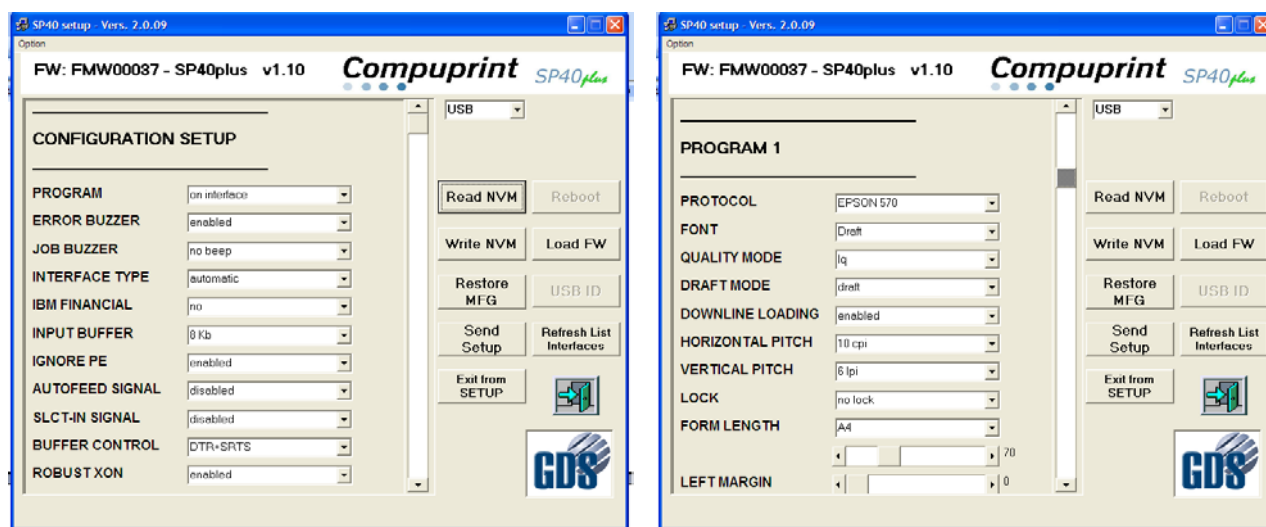 SP40 setup - Vers. 2.0.09
Option
FW: FMW00037 - SP40plus v1.10
Compuprint SP40plus
CONFIGURATION SETUP
PROGRAM on interface
ERROR BUZZER enabled
JOB BUZZER no beep
INTERFACE TYPE automatic
IBM FINANCIAL no
INPUT BUFFER 8 Kb
IGNORE PE enabled
AUTOFEED SIGNAL disabled
SLCT-IN SIGNAL disabled
BUFFER CONTROL DTR+SRTS
ROBUST XON enabled
USB
Read NVM Reboot
Write NVM Load FW
Restore MFG USB ID
Send Setup Refresh List Interfaces
Exit from SETUP
GDS
SP40 setup - Vers. 2.0.09
Option
FW: FMW00037 - SP40plus v1.10
Compuprint SP40plus
PROGRAM 1
PROTOCOL EPSON 570
FONT Draft
QUALITY MODE lq
DRAFT MODE draft
DOWNLINE LOADING enabled
HORIZONTAL PITCH 10 cpi
VERTICAL PITCH 6 lpi
LOCK no lock
FORM LENGTH A4
70
LEFT MARGIN 0
USB
Read NVM Reboot
Write NVM Load FW
Restore MFG USB ID
Send Setup Refresh List Interfaces
Exit from SETUP
GDS